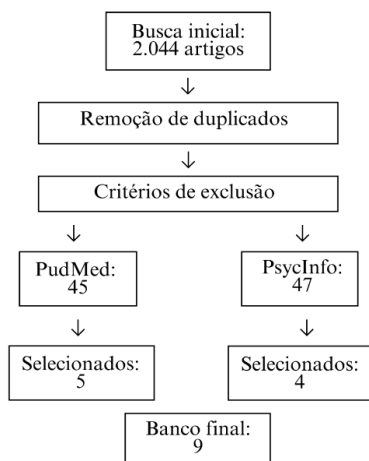 Busca inicial:
2.044 artigos
Remoção de duplicados
Critérios de exclusão
PudMed:
45
PsycInfo:
47
Selecionados:
5
Selecionados:
4
Banco final:
9